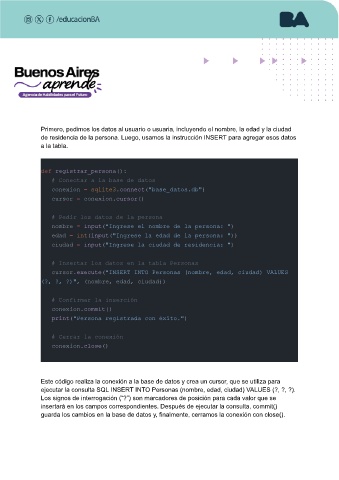 /educacionBA
BA
Buenos Aires
aprende
Agencia de Habilidades para el Futuro
Primero, pedimos los datos al usuario o usuaria, incluyendo el nombre, la edad y la ciudad
de residencia de la persona. Luego, usamos la instrucción INSERT para agregar esos datos
a la tabla.
def registrar_persona():
# Conectar a la base de datos
conexion = sqlite3.connect("base_datos.db")
cursor = conexion.cursor()
# Pedir los datos de la persona
nombre = input("Ingrese el nombre de la persona: ")
edad = int(input("Ingrese la edad de la persona: "))
ciudad = input("Ingrese la ciudad de residencia: ")
# Insertar los datos en la tabla Personas
cursor.execute("INSERT INTO Personas (nombre, edad, ciudad) VALUES
(?, ?, ?)", (nombre, edad, ciudad))
# Confirmar la inserción
conexion.commit()
print("Persona registrada con éxito.")
# Cerrar la conexión
conexion.close()
Este código realiza la conexión a la base de datos y crea un cursor, que se utiliza para
ejecutar la consulta SQL INSERT INTO Personas (nombre, edad, ciudad) VALUES (?, ?, ?).
Los signos de interrogación ("?") son marcadores de posición para cada valor que se
insertará en los campos correspondientes. Después de ejecutar la consulta, commit()
guarda los cambios en la base de datos y, finalmente, cerramos la conexión con close().